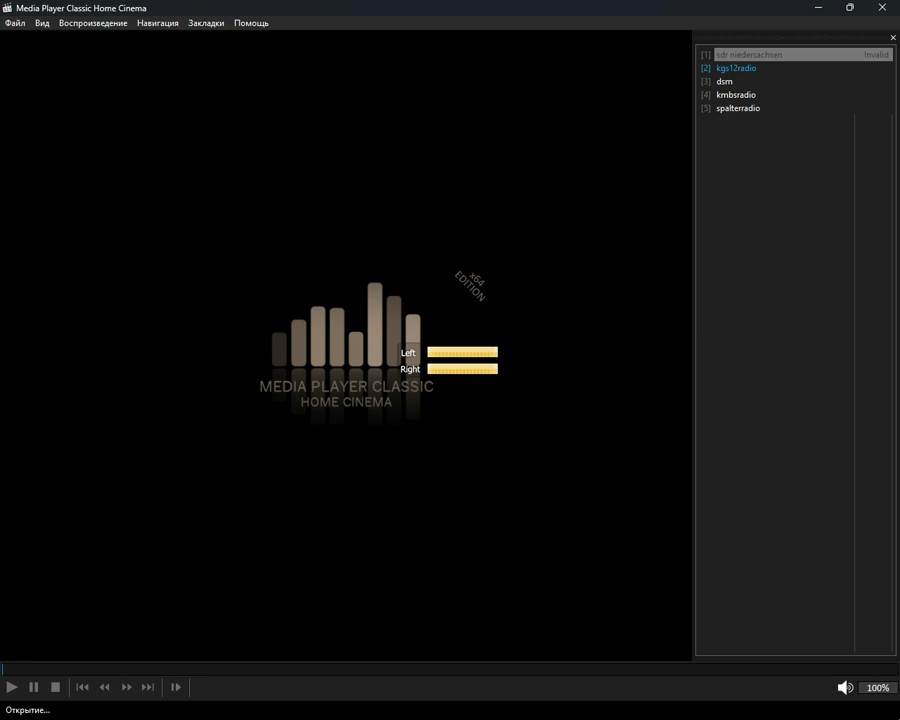 Media Player Classic Home Cinema
Файл Вид Воспроизведение Навигация Закладки Помощь
[1] sdr niedersachsen Invalid
[2] kgs12radio
[3] dsm
[4] kmbsradio
[5] spalterradio
x64
EDITION
Left
Right
MEDIA PLAYER CLASSIC
HOME CINEMA
100%
Открытие...